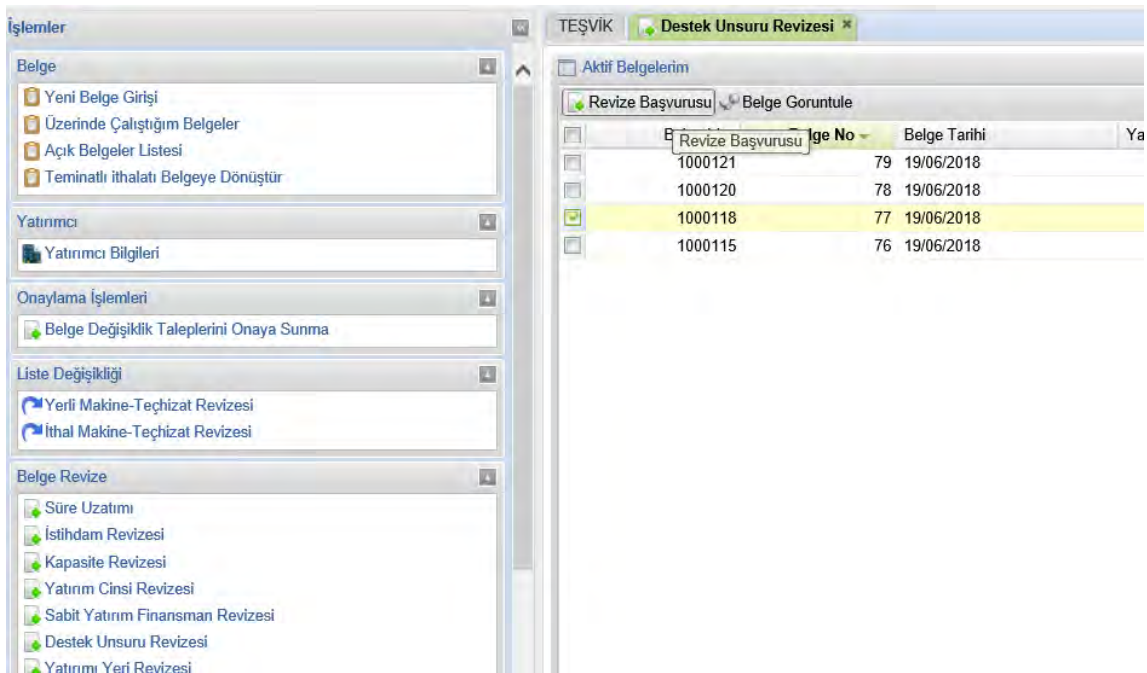 İşlemler
Belge
Yeni Belge Girişi
Üzerinde Çalıştığım Belgeler
Açık Belgeler Listesi
Teminatlı ithalatı Belgeye Dönüştür
Yatırımcı
Yatırımcı Bilgileri
Onaylama İşlemleri
Belge Değişiklik Taleplerini Onaya Sunma
Liste Değişikliği
Yerli Makine-Teçhizat Revizesi
İthal Makine-Teçhizat Revizesi
Belge Revize
Süre Uzatımı
İstihdam Revizesi
Kapasite Revizesi
Yatırım Cinsi Revizesi
Sabit Yatırım Finansman Revizesi
Destek Unsuru Revizesi
Yatırımı Yeri Revizesi
TEŞVİK Destek Unsuru Revizesi
Aktif Belgelerim
Revize Başvurusu Belge Goruntule
lge No Belge Tarihi Ya
Revize Başvurusu
1000121 79 19/06/2018
1000120 78 19/06/2018
1000118 77 19/06/2018
1000115 76 19/06/2018